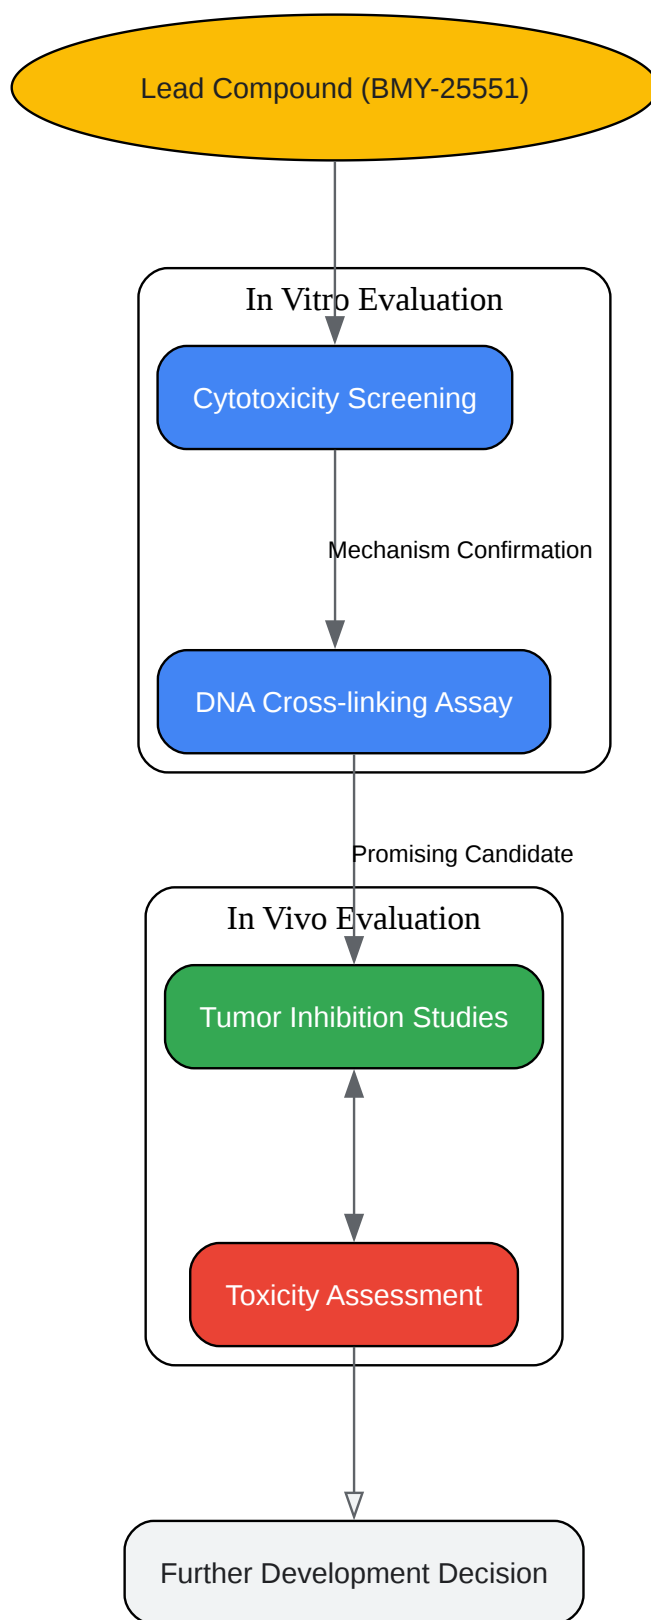 Lead Compound (BMY-25551)
In Vitro Evaluation
Cytotoxicity Screening
Mechanism Confirmation
DNA Cross-linking Assay
Promising Candidate
In Vivo Evaluation
Tumor Inhibition Studies
Toxicity Assessment
Further Development Decision